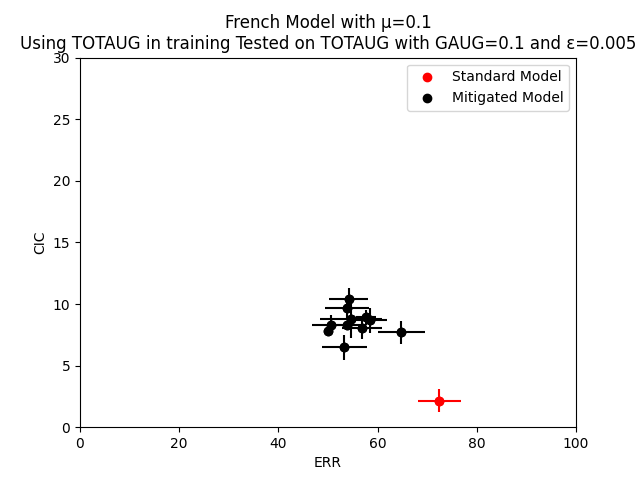 French Model with μ=0.1
Using TOTAUG in training Tested on TOTAUG with GAUG=0.1 and ε=0.005
30
25
20
15
10
5
0
CIC
Standard Model
Mitigated Model
0 20 40 60 80 100
ERR